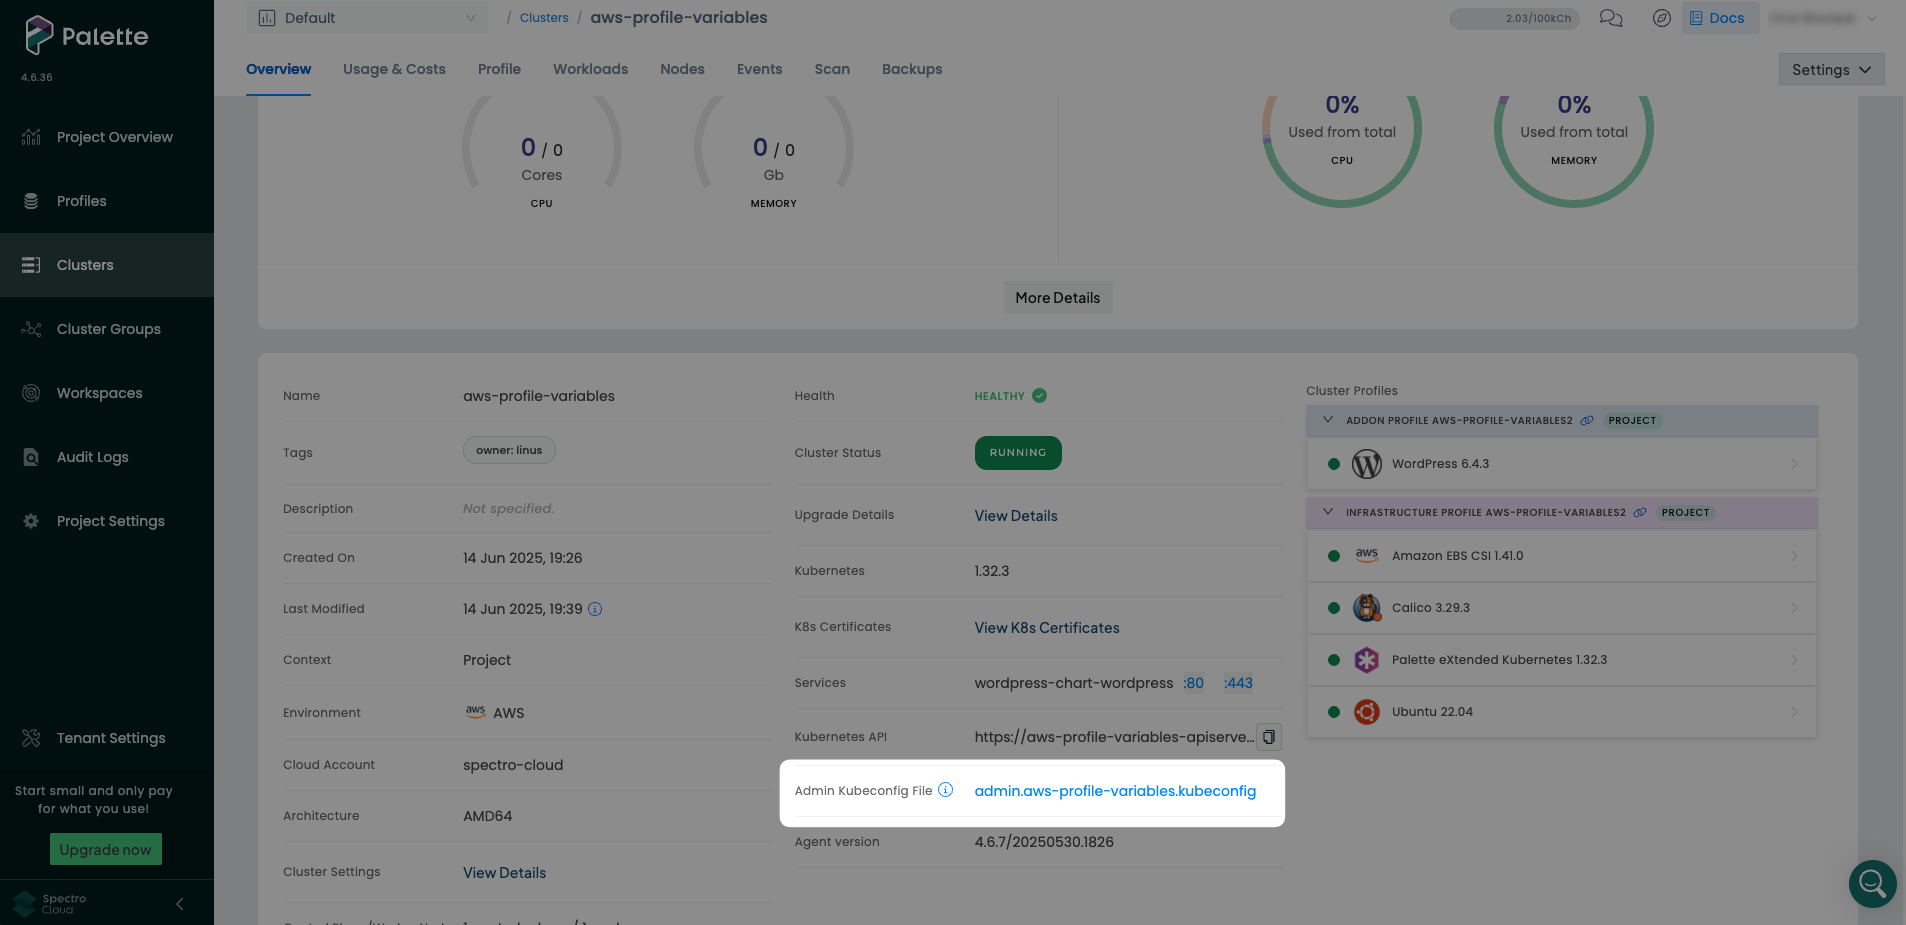 Palette
4.6.36
Project Overview
Profiles
Clusters
Cluster Groups
Workspaces
Audit Logs
Project Settings
Tenant Settings
Start small and only pay
for what you use!
Upgrade now
Spectro
Cloud
Default
/ Clusters / aws-profile-variables
2.03/100kCh
Docs
Overview Usage & Costs Profile Workloads Nodes Events Scan Backups
Settings
0 / 0
Cores
CPU
0 / 0
Gb
MEMORY
0%
Used from total
CPU
0%
Used from total
MEMORY
More Details
Name aws-profile-variables
Tags owner: linus
Description Not specified.
Created On 14 Jun 2025, 19:26
Last Modified 14 Jun 2025, 19:39
Context Project
Environment aws AWS
Cloud Account spectro-cloud
Architecture AMD64
Cluster Settings View Details
Health HEALTHY
Cluster Status RUNNING
Upgrade Details View Details
Kubernetes 1.32.3
K8s Certificates View K8s Certificates
Services wordpress-chart-wordpress :80 :443
Kubernetes API https://aws-profile-variables-apiserve...
Admin Kubeconfig File admin.aws-profile-variables.kubeconfig
Agent version 4.6.7/20250530.1826
Cluster Profiles
ADDON PROFILE AWS-PROFILE-VARIABLES2 PROJECT
WordPress 6.4.3
INFRASTRUCTURE PROFILE AWS-PROFILE-VARIABLES2 PROJECT
aws Amazon EBS CSI 1.41.0
Calico 3.29.3
Palette eXtended Kubernetes 1.32.3
Ubuntu 22.04